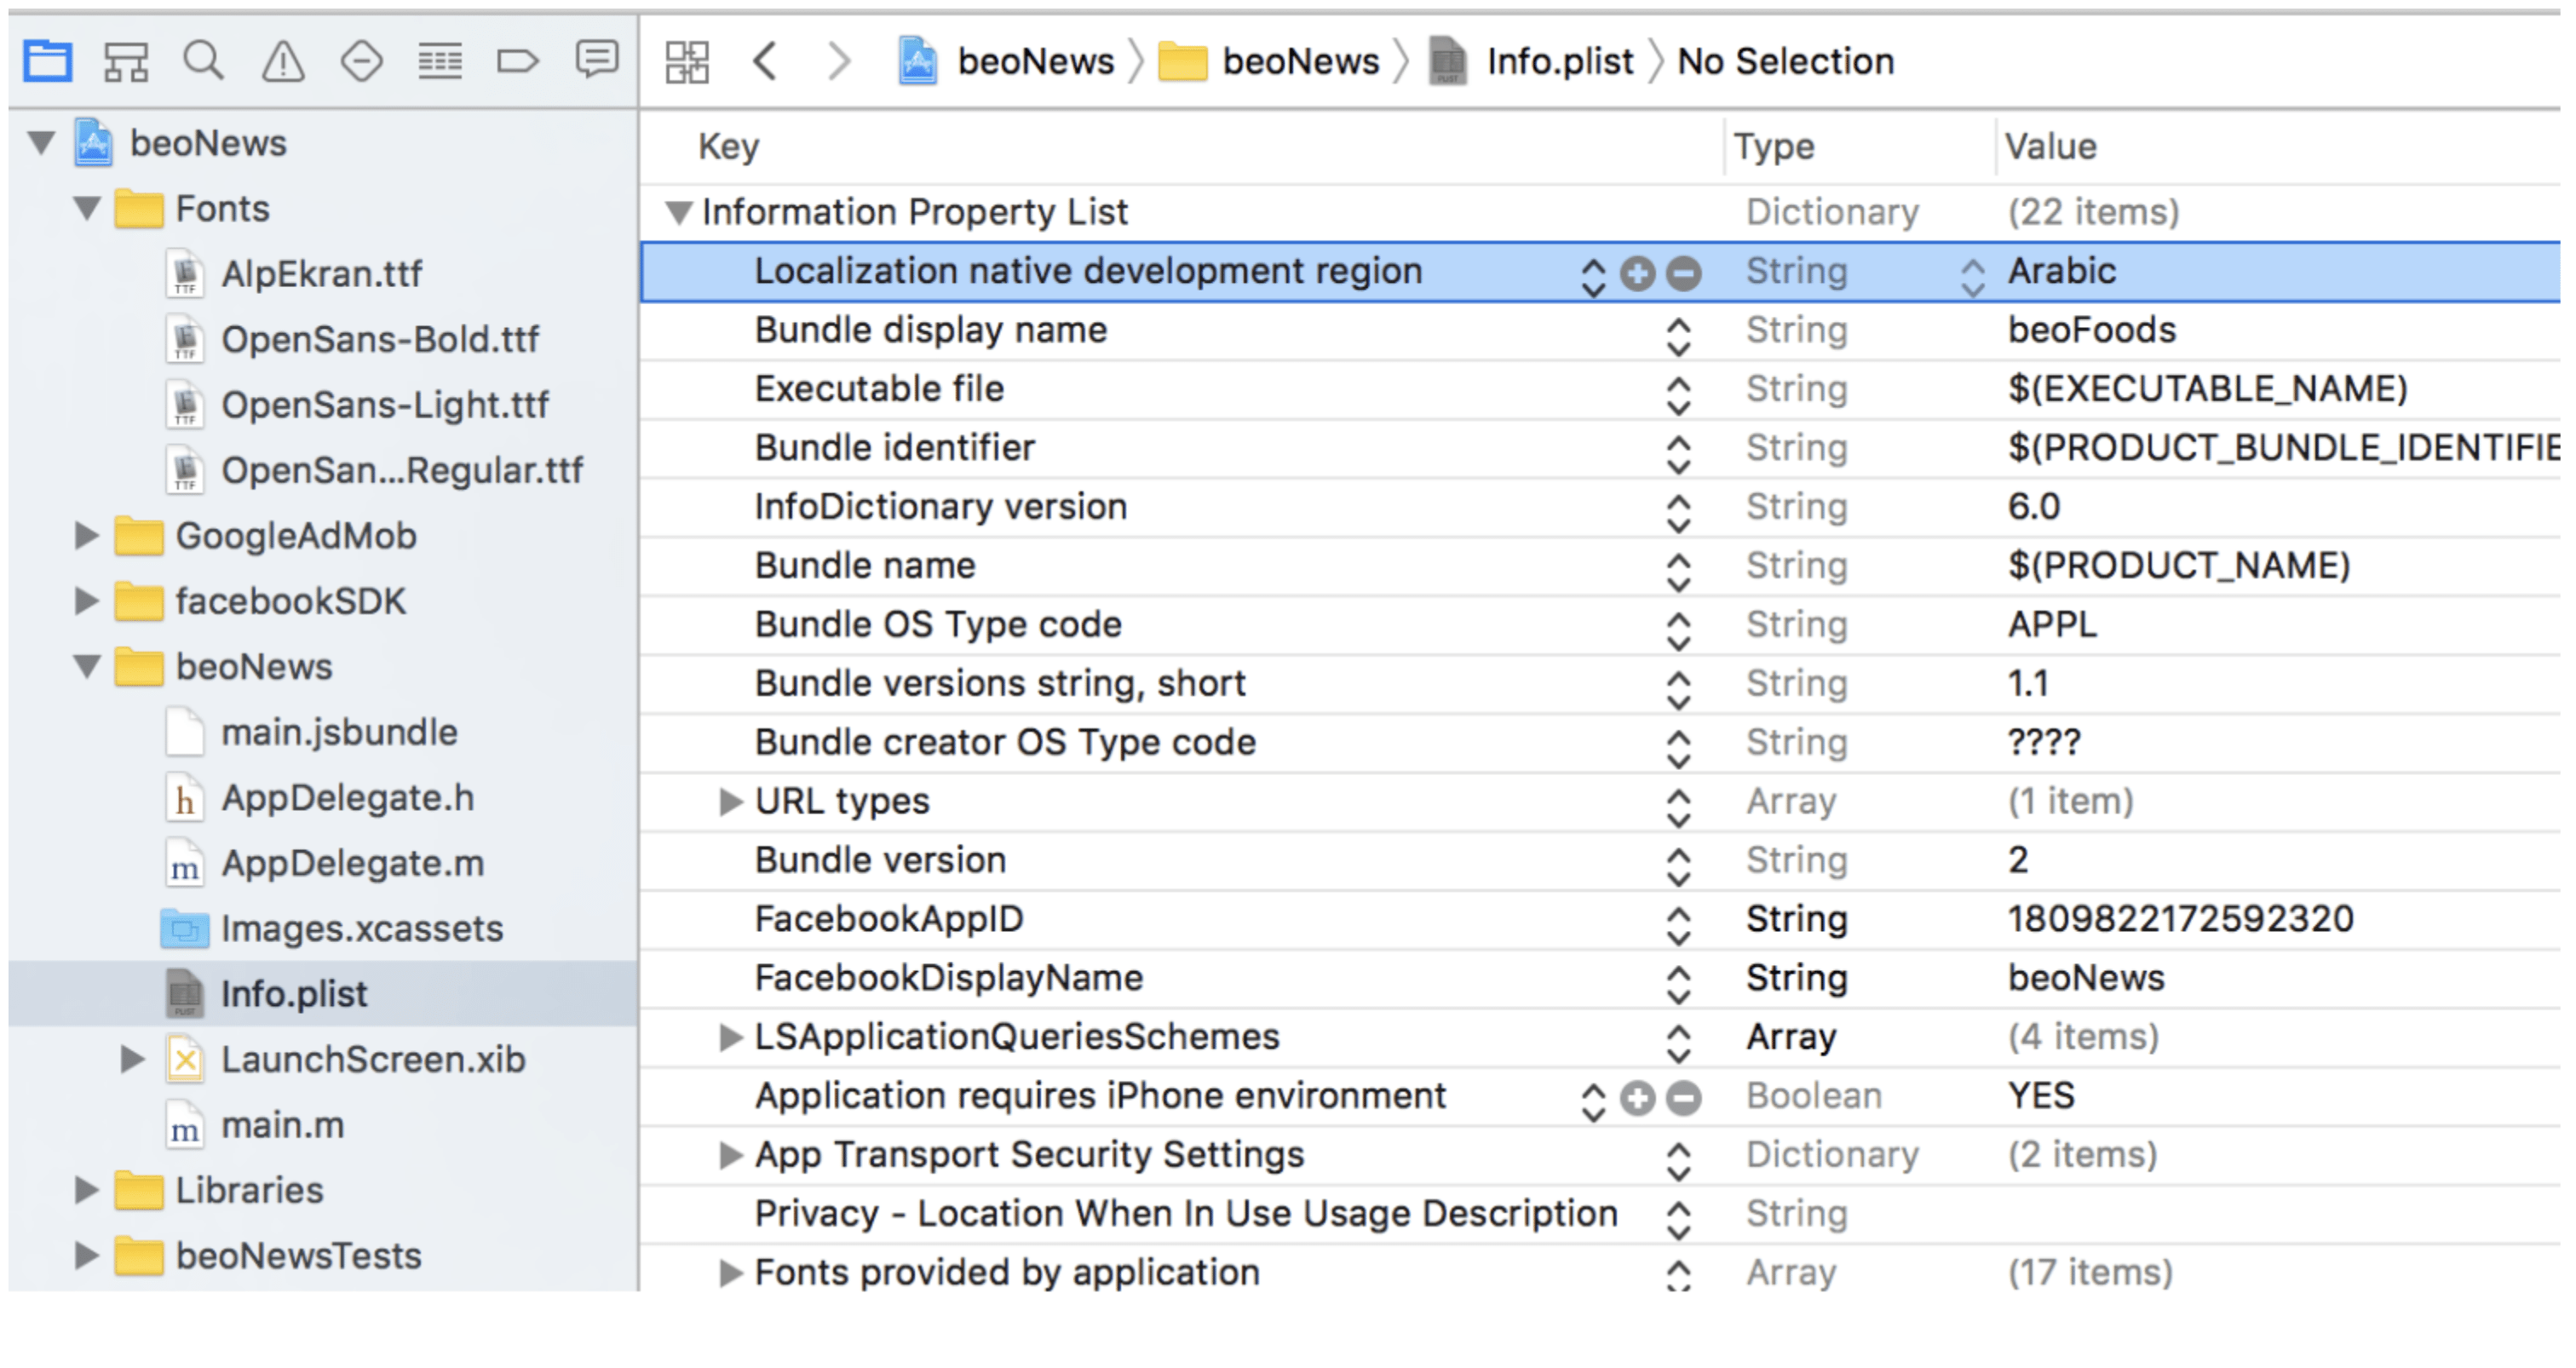 beoNews beoNews Info.plist No Selection
beoNews
Fonts
AlpEkran.ttf
OpenSans-Bold.ttf
OpenSans-Light.ttf
OpenSan...Regular.ttf
GoogleAdMob
facebookSDK
beoNews
main.jsbundle
AppDelegate.h
AppDelegate.m
Images.xcassets
Info.plist
LaunchScreen.xib
main.m
Libraries
beoNewsTests
Key Type Value
Information Property List Dictionary (22 items)
Localization native development region String Arabic
Bundle display name String beoFoods
Executable file String $(EXECUTABLE_NAME)
Bundle identifier String $(PRODUCT_BUNDLE_IDENTIFIE
InfoDictionary version String 6.0
Bundle name String $(PRODUCT_NAME)
Bundle OS Type code String APPL
Bundle versions string, short String 1.1
Bundle creator OS Type code String ????
URL types Array (1 item)
Bundle version String 2
FacebookAppID String 1809822172592320
FacebookDisplayName String beoNews
LSApplicationQueriesSchemes Array (4 items)
Application requires iPhone environment Boolean YES
App Transport Security Settings Dictionary (2 items)
Privacy - Location When In Use Usage Description String
Fonts provided by application Array (17 items)